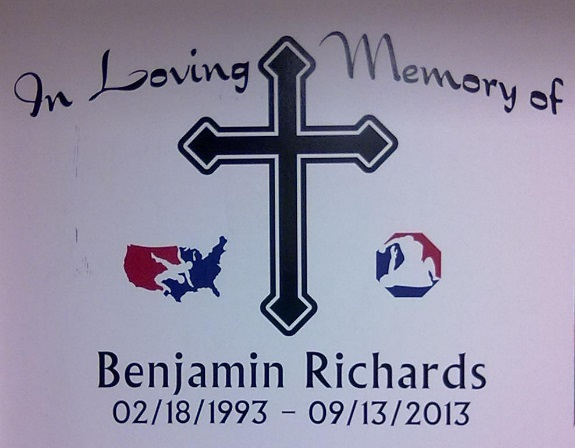 In Loving Memory of
Benjamin Richards
02/18/1993 - 09/13/2013